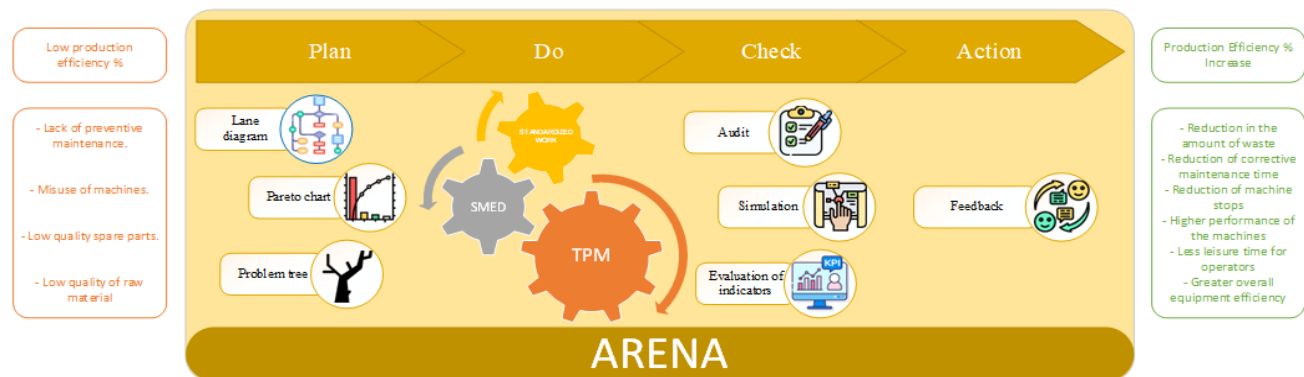 Low production
efficiency %
- Lack of preventive
maintenance.
- Misuse of machines.
- Low quality spare parts.
- Low quality of raw
material
Plan
Do
Check
Action
Lane
diagram
Pareto chart
Problem tree
STANDARDIZED
WORK
SMED
TPM
Audit
Simulation
Evaluation of
indicators
KPI
Feedback
ARENA
Production Efficiency %
Increase
- Reduction in the
amount of waste
- Reduction of corrective
maintenance time
- Reduction of machine
stops
- Higher performance of
the machines
- Less leisure time for
operators
- Greater overall
equipment efficiency